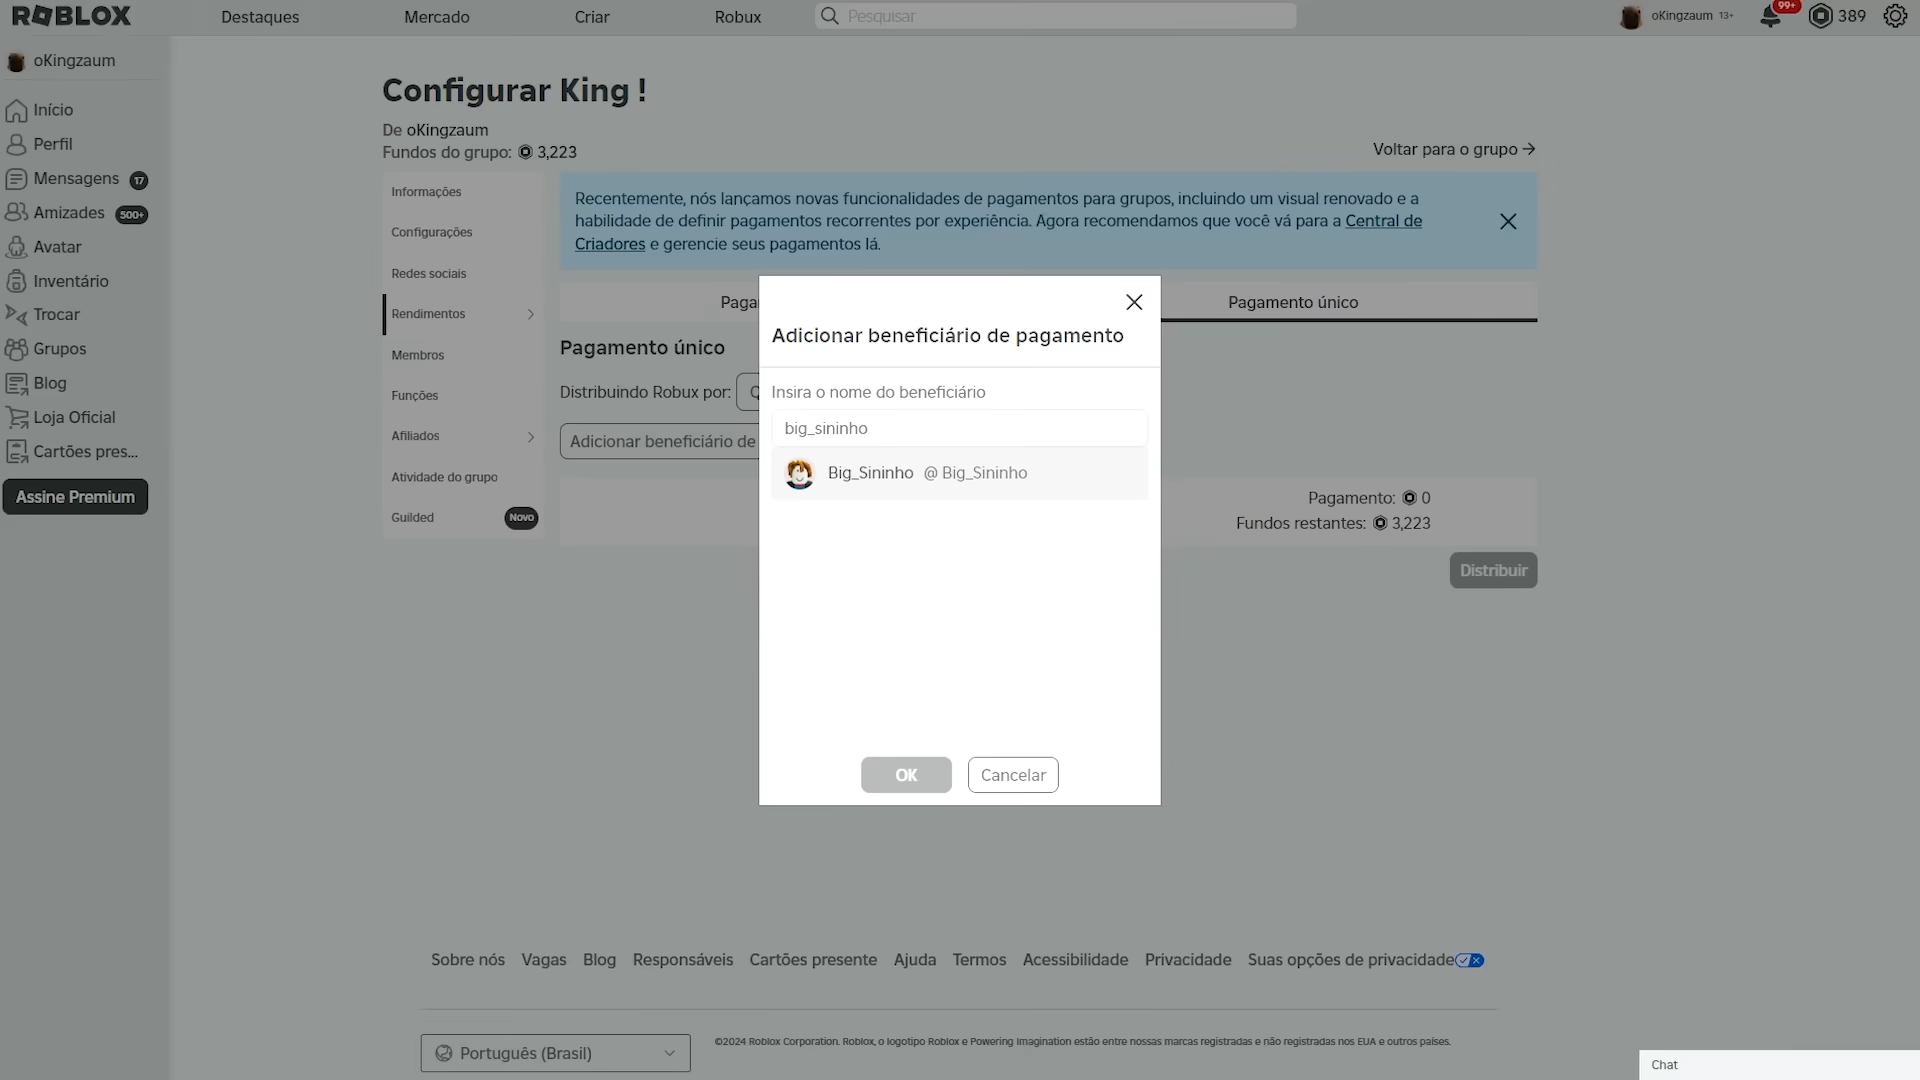 ROBLOX
Destaques
Mercado
Criar
Robux
Pesquisar
oKingzaum 13+
99+
389
oKingzaum
Início
Perfil
Mensagens 17
Amizades 500+
Avatar
Inventário
Trocar
Grupos
Blog
Loja Oficial
Cartões pres...
Assine Premium
Configurar King !
De oKingzaum
Fundos do grupo: 3,223
Voltar para o grupo →
Informações
Configurações
Redes sociais
Rendimentos
Membros
Funções
Afiliados
Atividade do grupo
Guilded Novo
Recentemente, nós lançamos novas funcionalidades de pagamentos para grupos, incluindo um visual renovado e a
habilidade de definir pagamentos recorrentes por experiência. Agora recomendamos que você vá para a Central de
Criadores e gerencie seus pagamentos lá.
Paga
Pagamento único
Pagamento único
Distribuindo Robux por:
Adicionar beneficiário de
Pagamento: 0
Fundos restantes: 3,223
Distribuir
Adicionar beneficiário de pagamento
Insira o nome do beneficiário
big_sininho
Big_Sininho @ Big_Sininho
OK
Cancelar
Sobre nós Vagas Blog Responsáveis Cartões presente Ajuda Termos Acessibilidade Privacidade Suas opções de privacidade
Português (Brasil)
©2024 Roblox Corporation. Roblox, o logotipo Roblox e Powering Imagination estão entre nossas marcas registradas e não registradas nos EUA e outros países.
Chat